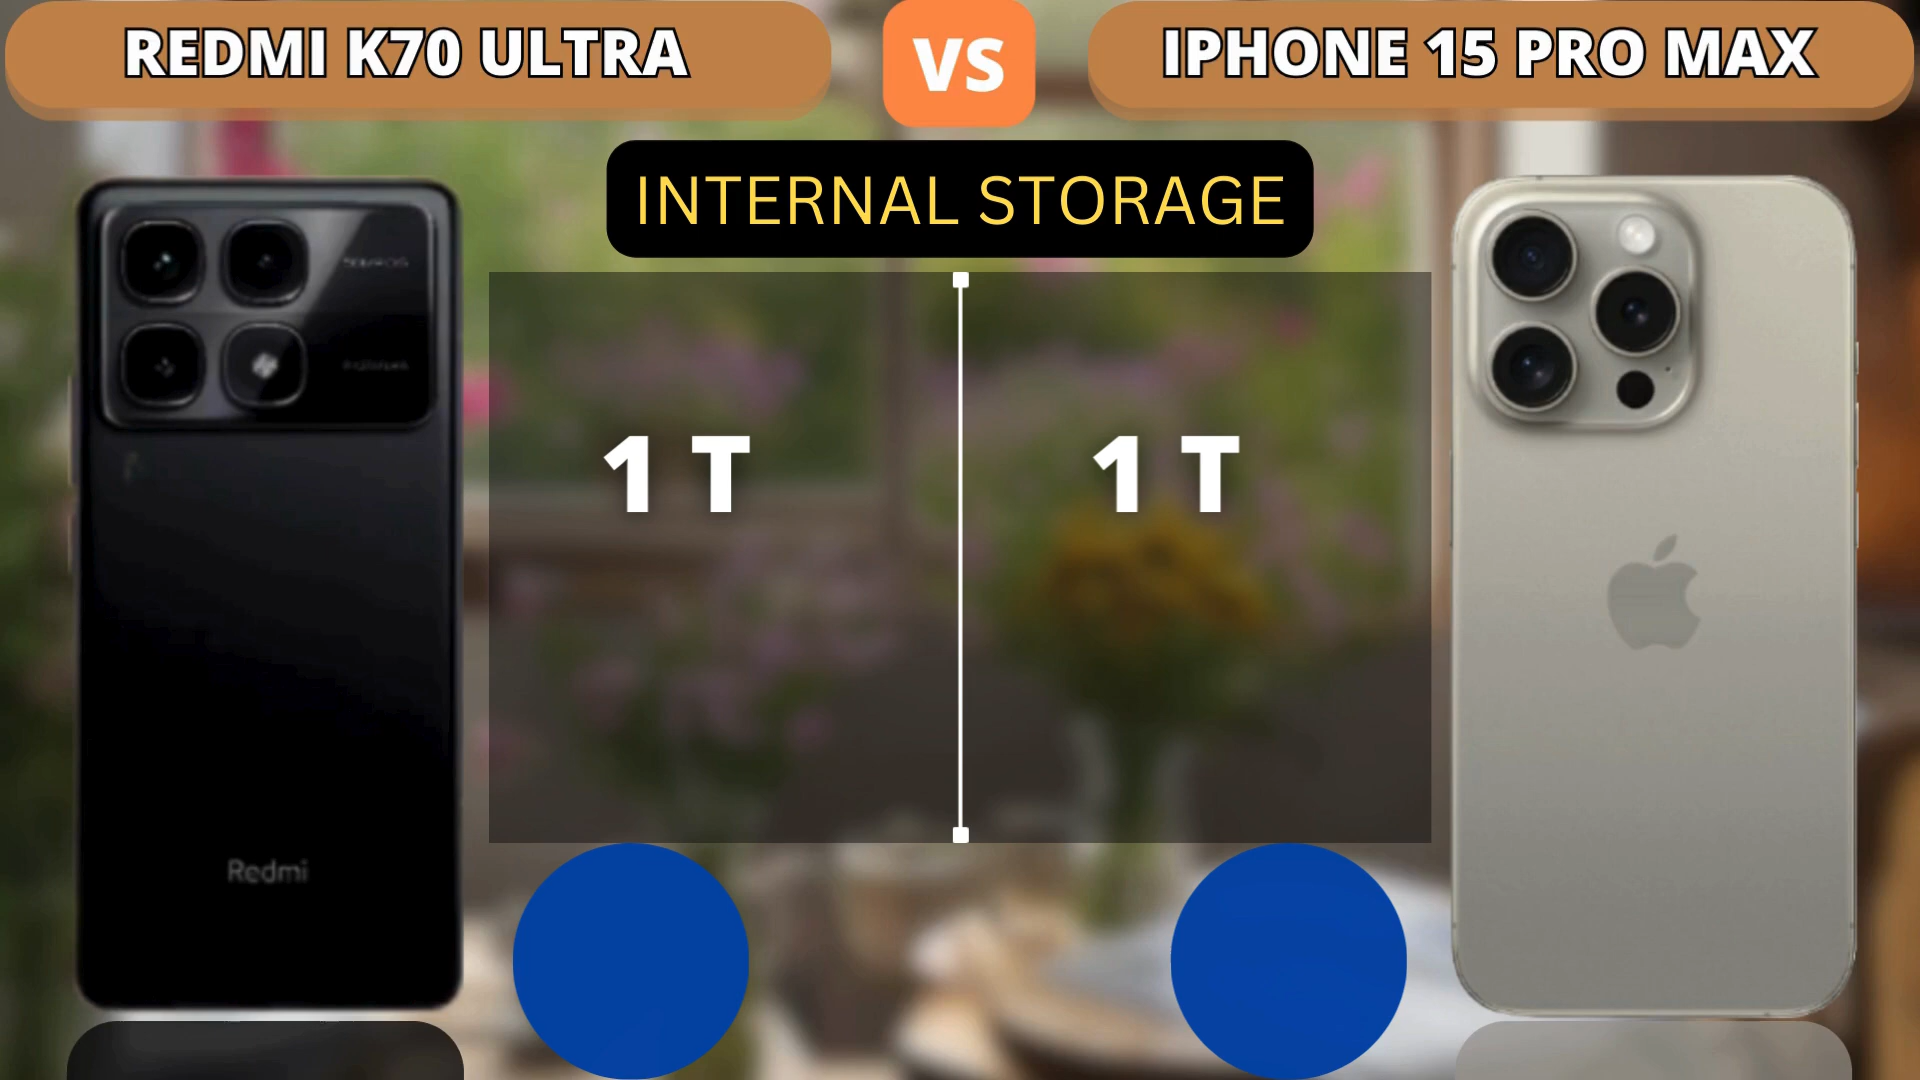 REDMI K70 ULTRA
VS
IPHONE 15 PRO MAX
INTERNAL STORAGE
1 T
1 T
Redmi